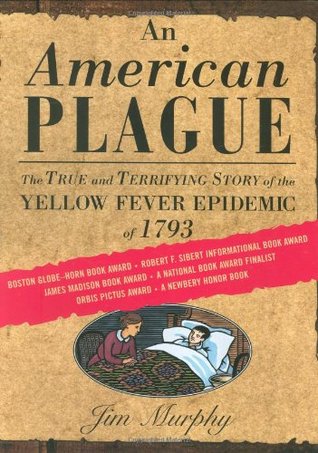 An
American
PLAGUE
The TRUE and TERRIFYING STORY of the
YELLOW FEVER EPIDEMIC
of 1793
BOSTON GLOBE–HORN BOOK AWARD • ROBERT F. SIBERT INFORMATIONAL BOOK AWARD
JAMES MADISON BOOK AWARD • A NATIONAL BOOK AWARD FINALIST
ORBIS PICTUS AWARD • A NEWBERY HONOR BOOK
Jim Murphy